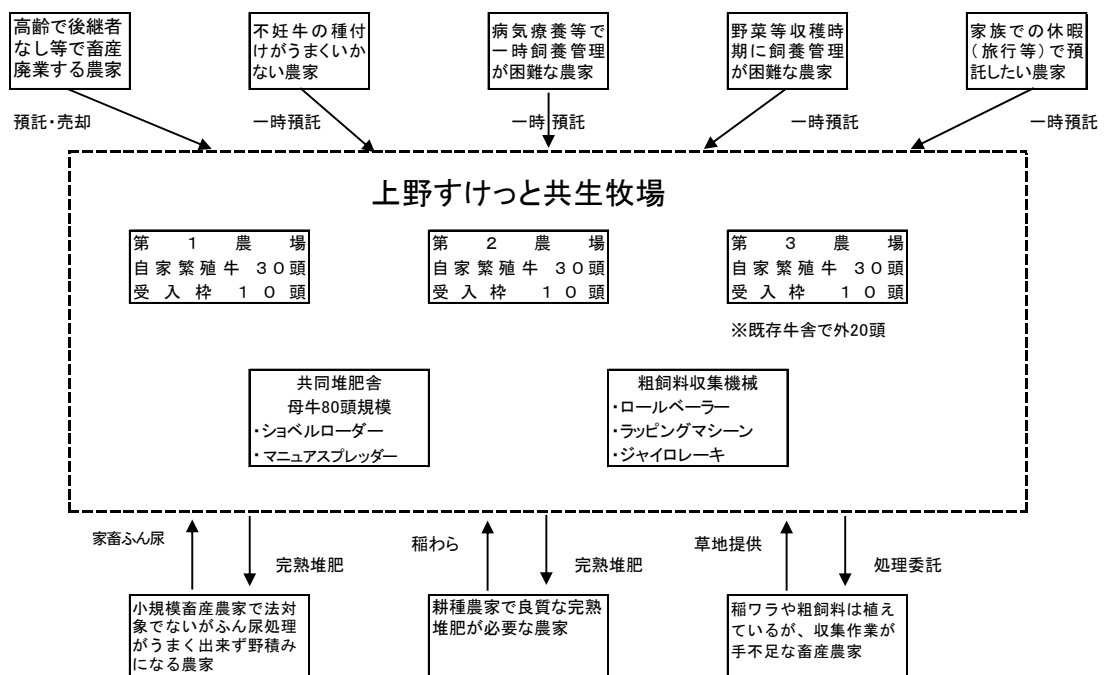 高齢で後継者
なし等で畜産
廃業する農家
不妊牛の種付
けがうまくいか
ない農家
病気療養等で
一時飼養管理
が困難な農家
野菜等収穫時
期に飼養管理
が困難な農家
家族での休暇
(旅行等)で預
託したい農家
預託・売却
一時預託
一時預託
一時預託
一時預託
上野すけっと共生牧場
第1農場
自家繁殖牛 30頭
受入枠 10頭
第2農場
自家繁殖牛 30頭
受入枠 10頭
第3農場
自家繁殖牛 30頭
受入枠 10頭
※既存牛舎で外20頭
共同堆肥舎
母牛80頭規模
・ショベルローダー
・マニュアスプレッダー
粗飼料収集機械
・ロールベーラー
・ラッピングマシーン
・ジャイロレーキ
家畜ふん尿
完熟堆肥
稲わら
完熟堆肥
草地提供
処理委託
小規模畜産農家で法対
象でないがふん尿処理
がうまく出来ず野積み
になる農家
耕種農家で良質な完熟
堆肥が必要な農家
稲ワラや粗飼料は植え
ているが、収集作業が
手不足な畜産農家